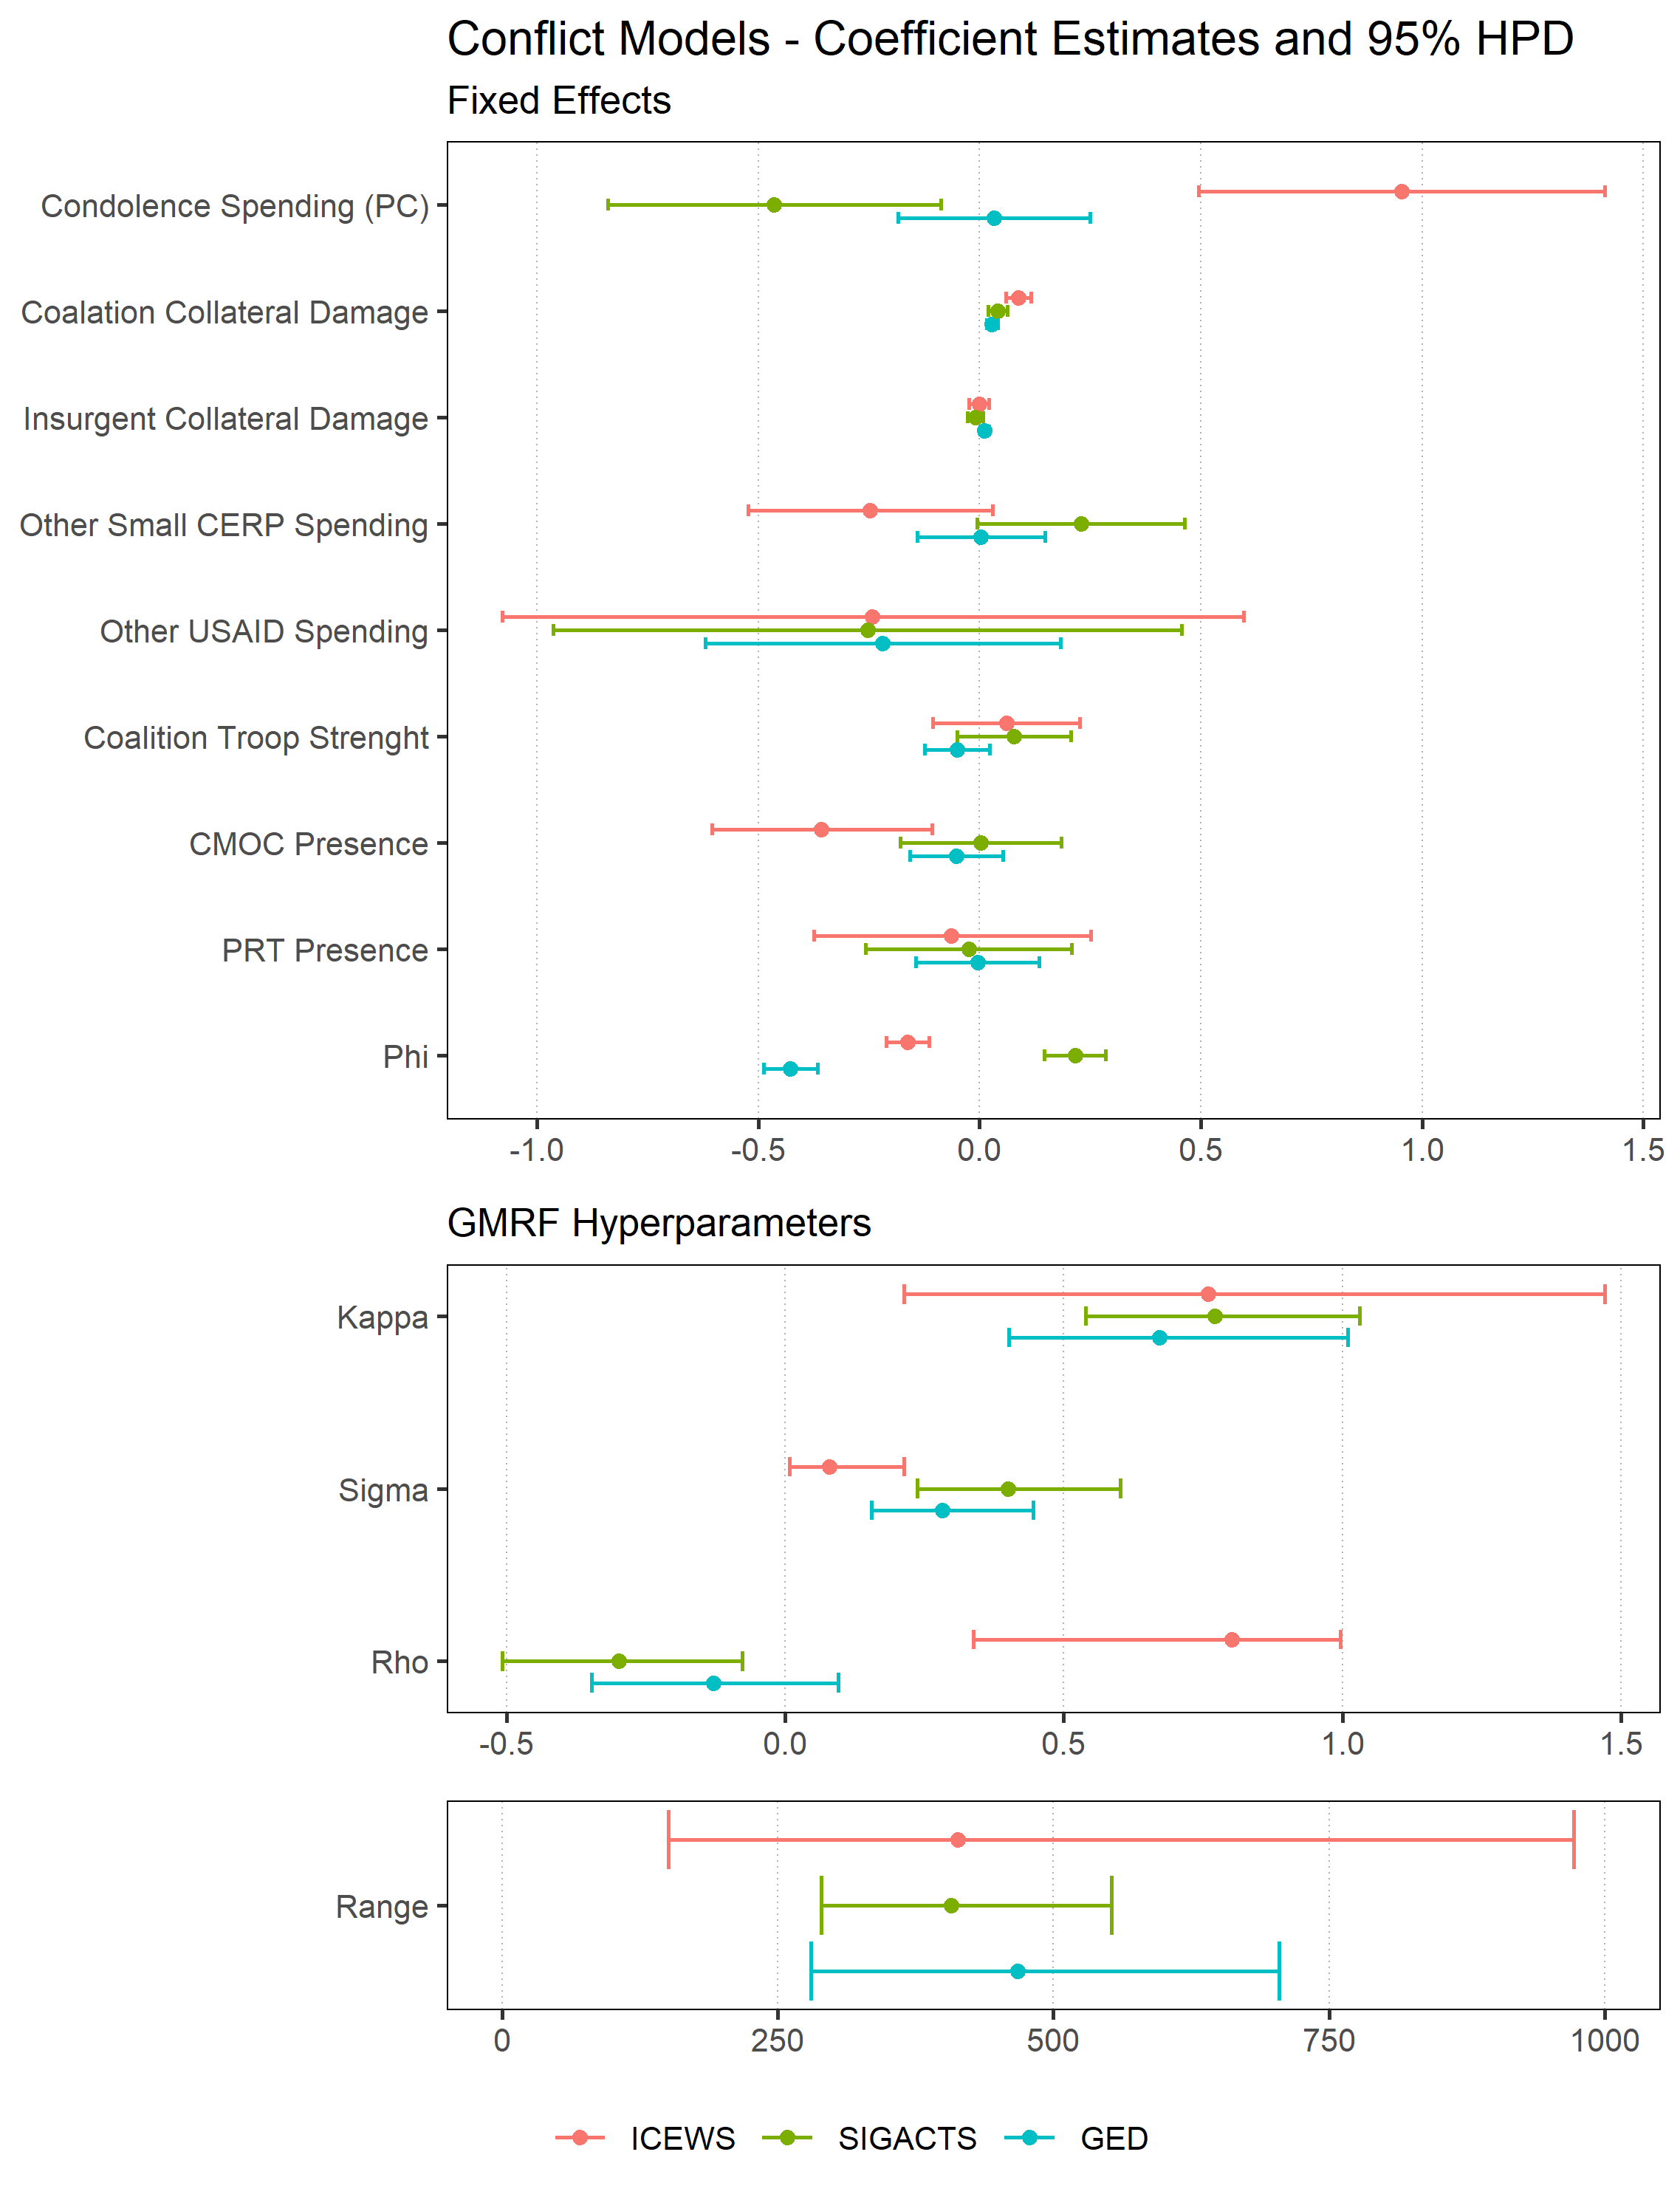 Conflict Models - Coefficient Estimates and 95% HPD
Fixed Effects
Condolence Spending (PC)
Coalation Collateral Damage
Insurgent Collateral Damage
Other Small CERP Spending
Other USAID Spending
Coalition Troop Strenght
CMOC Presence
PRT Presence
Phi
-1.0 -0.5 0.0 0.5 1.0 1.5
GMRF Hyperparameters
Kappa
Sigma
Rho
-0.5 0.0 0.5 1.0 1.5
Range
0 250 500 750 1000
ICEWS SIGACTS GED